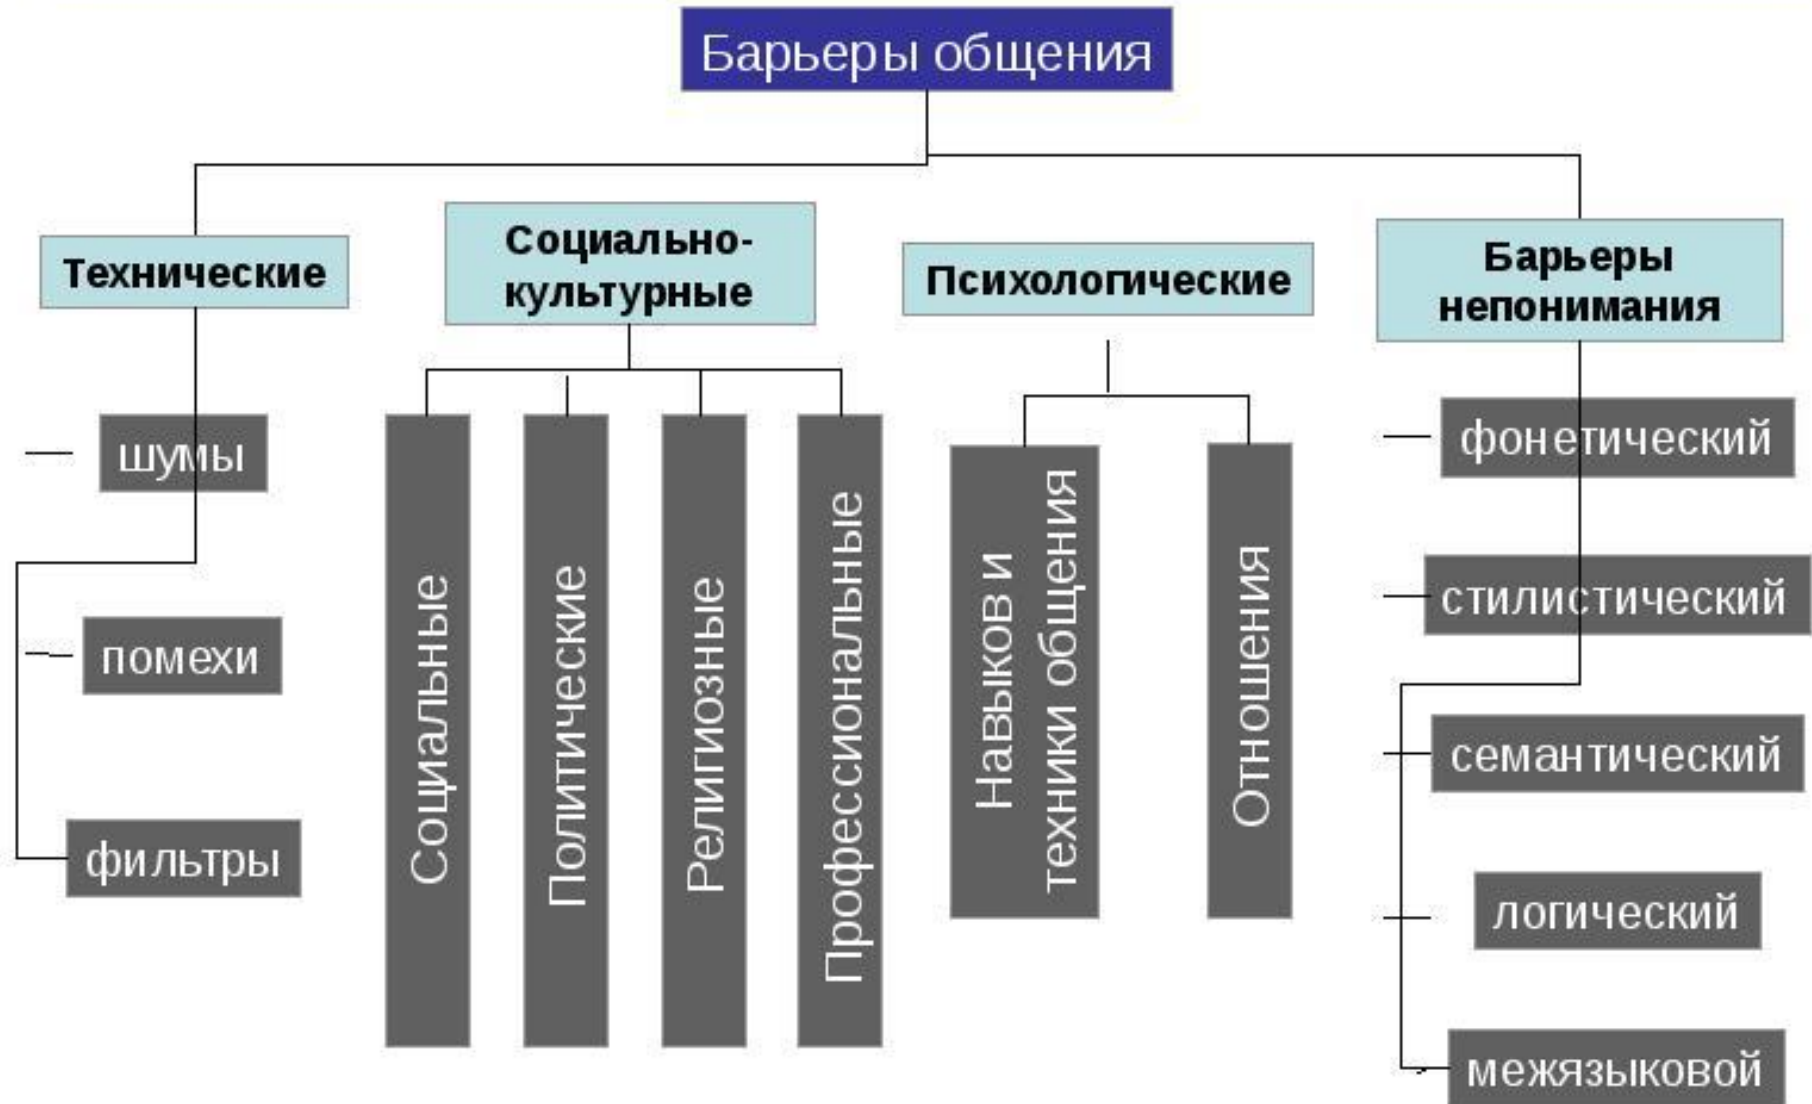 Барьеры общения
Технические
шумы
помехи
фильтры
Социально-
культурные
Социальные
Политические
Религиозные
Профессиональные
Психологические
Навыков и
техники общения
Отношения
Барьеры
непонимания
фонетический
стилистический
семантический
логический
межязыковой